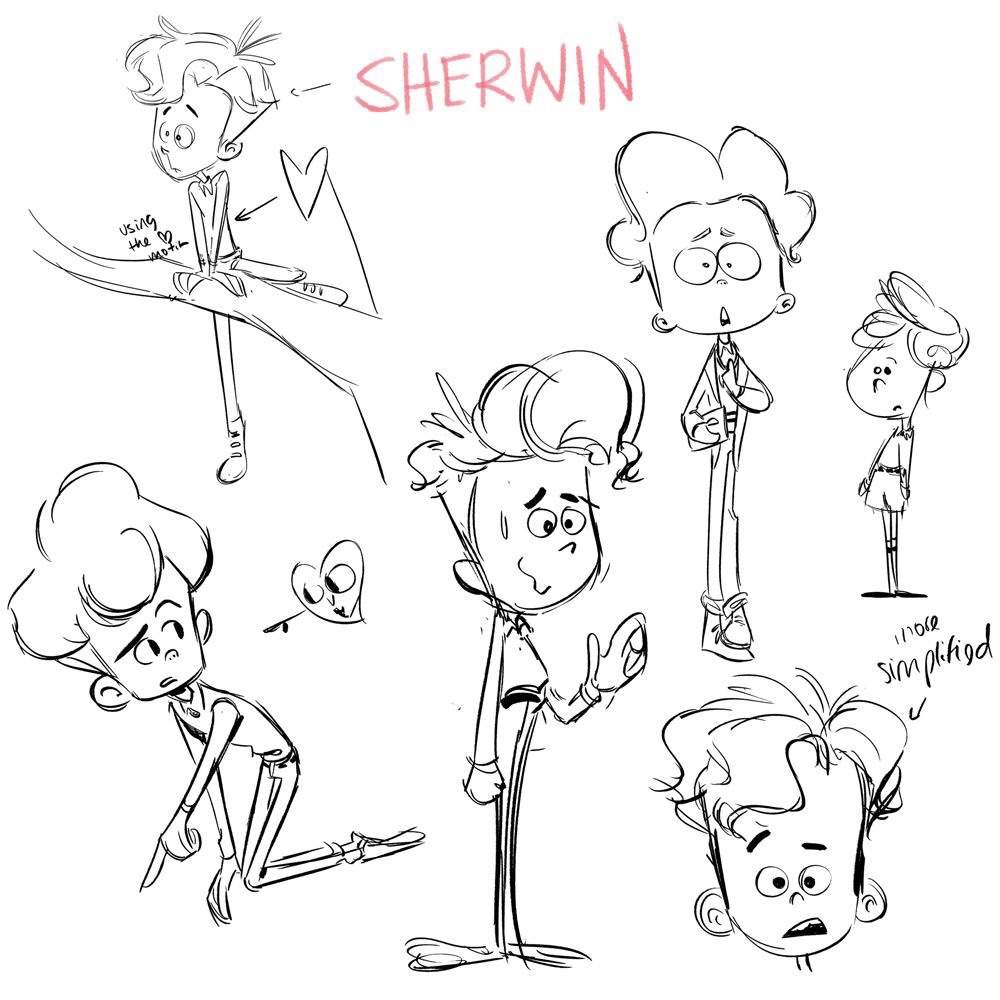 SHERWIN
using
the ♡
motif
more
simplified